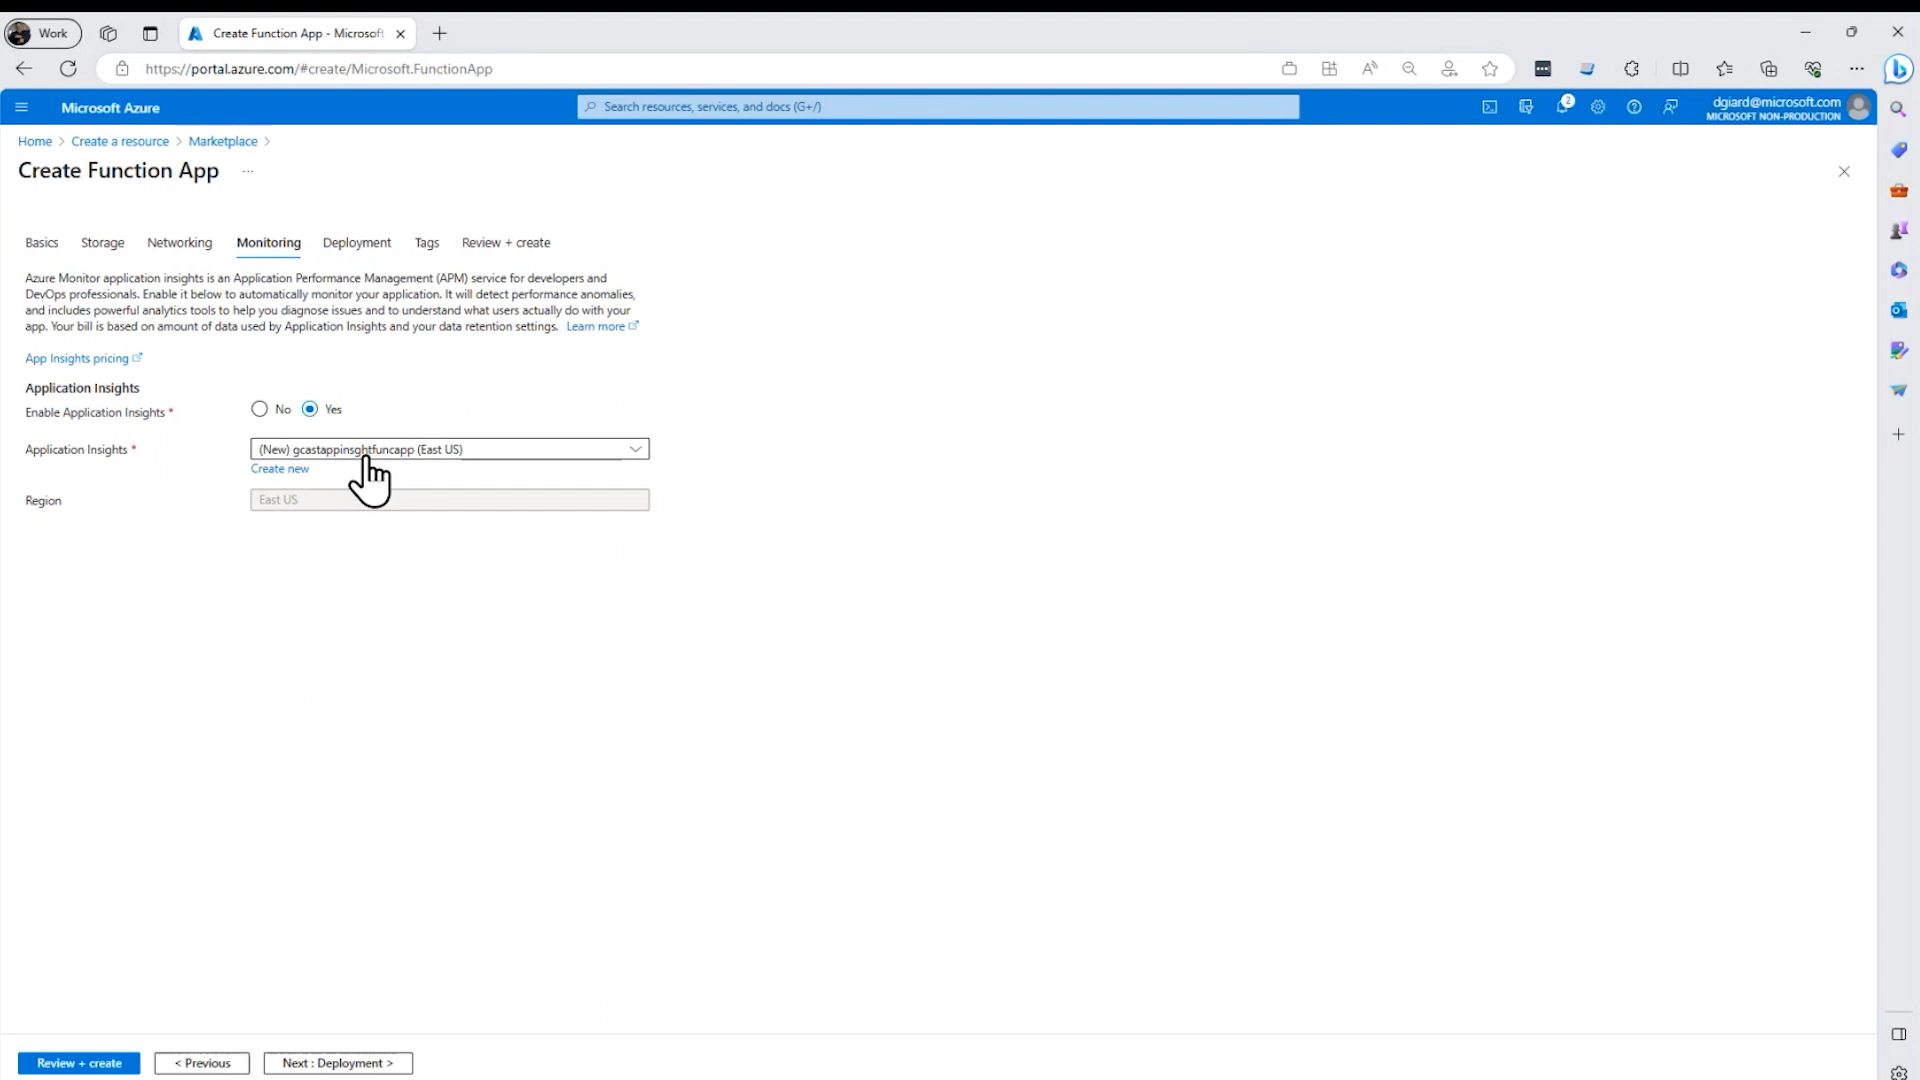 Work
Create Function App - Microsoft
https://portal.azure.com/#create/Microsoft.FunctionApp
Microsoft Azure
Search resources, services, and docs (G+/)
2
dgiard@microsoft.com
MICROSOFT NON-PRODUCTION
Home > Create a resource > Marketplace >
Create Function App ...
Basics Storage Networking Monitoring Deployment Tags Review + create
Azure Monitor application insights is an Application Performance Management (APM) service for developers and
DevOps professionals. Enable it below to automatically monitor your application. It will detect performance anomalies,
and includes powerful analytics tools to help you diagnose issues and to understand what users actually do with your
app. Your bill is based on amount of data used by Application Insights and your data retention settings. Learn more
App Insights pricing
Application Insights
Enable Application Insights * No Yes
Application Insights * (New) gcastappinsghtfuncapp (East US)
Create new
Region East US
Review + create < Previous Next : Deployment >